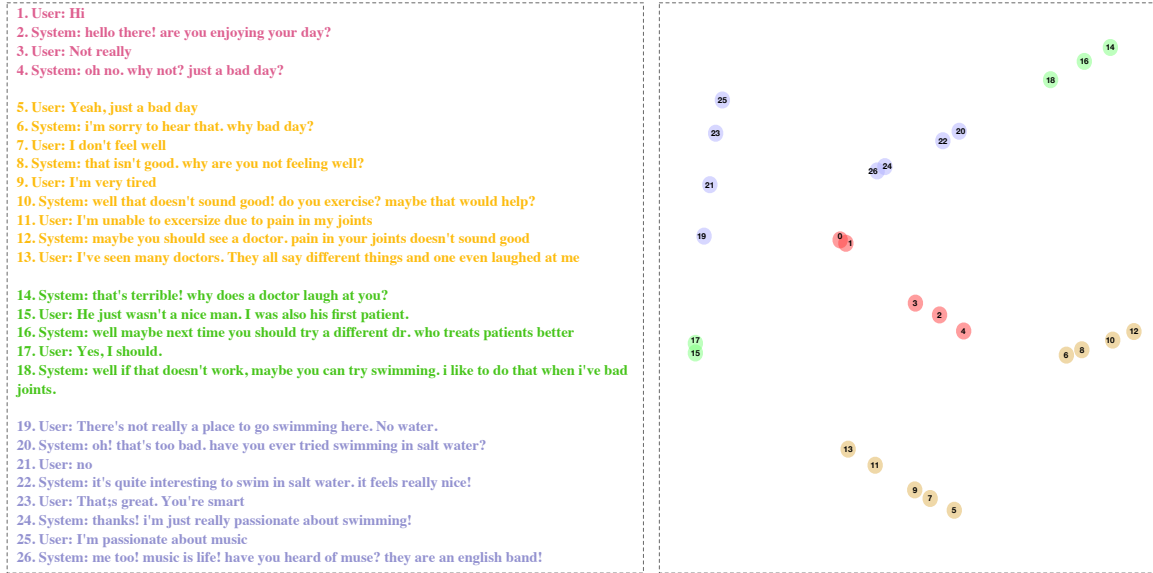 1. User: Hi
2. System: hello there! are you enjoying your day?
3. User: Not really
4. System: oh no. why not? just a bad day?
5. User: Yeah, just a bad day
6. System: i'm sorry to hear that. why bad day?
7. User: I don't feel well
8. System: that isn't good. why are you not feeling well?
9. User: I'm very tired
10. System: well that doesn't sound good! do you exercise? maybe that would help?
11. User: I'm unable to excersize due to pain in my joints
12. System: maybe you should see a doctor. pain in your joints doesn't sound good
13. User: I've seen many doctors. They all say different things and one even laughed at me
14. System: that's terrible! why does a doctor laugh at you?
15. User: He just wasn't a nice man. I was also his first patient.
16. System: well maybe next time you should try a different dr. who treats patients better
17. User: Yes, I should.
18. System: well if that doesn't work, maybe you can try swimming. i like to do that when i've bad
joints.
19. User: There's not really a place to go swimming here. No water.
20. System: oh! that's too bad. have you ever tried swimming in salt water?
21. User: no
22. System: it's quite interesting to swim in salt water. it feels really nice!
23. User: That;s great. You're smart
24. System: thanks! i'm just really passionate about swimming!
25. User: I'm passionate about music
26. System: me too! music is life! have you heard of muse? they are an english band!
14
16
18
25
20
23
22
24
26
21
19
0
1
3
2
4
12
17
10
8
15
6
13
11
9
7
5